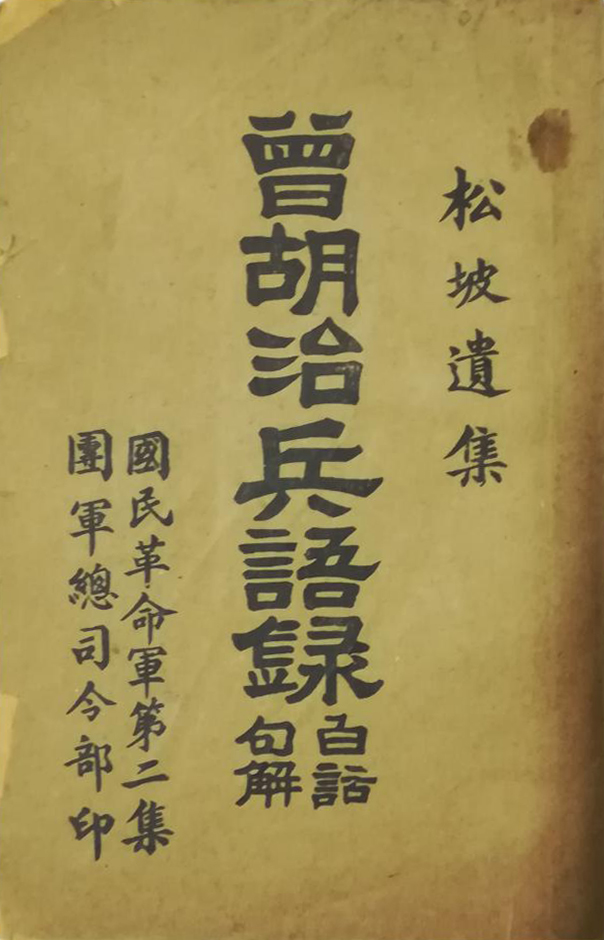 松坡遺集
曾胡治兵語録
白話
句解
國民革命軍第二集
團軍總司令部印